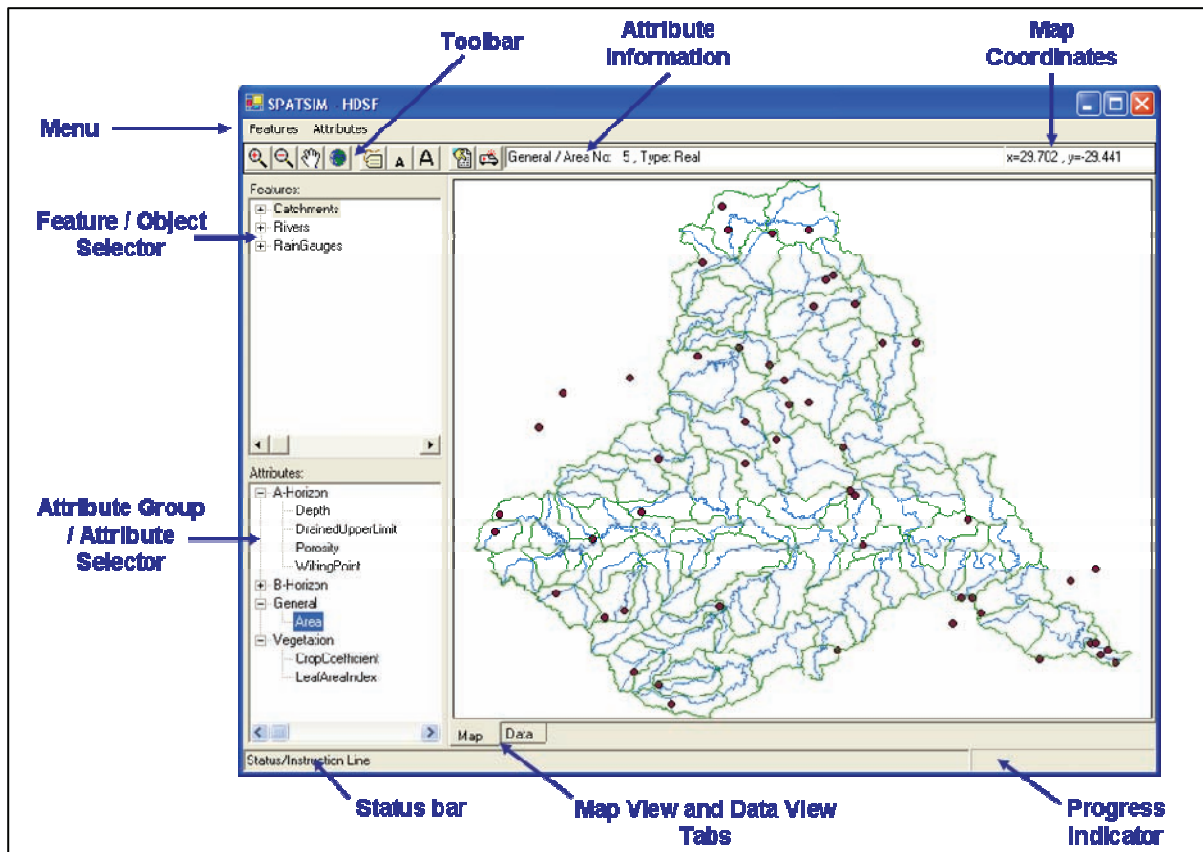 Toolbar
Attribute
Information
Map
Coordinates
SPATSIM - HDSF
Menu
Features Attributes
A A
General / Area No: 5 , Type: Real
x=29.702 , y=-29.441
Features:
Catchments
Rivers
RainGauges
Feature / Object
Selector
Attributes:
A-Horizon
Depth
DrainedUpperLimit
Porosity
WiltingPoint
B-Horizon
General
Area
Vegetation
CropCoefficient
LeafAreaIndex
Attribute Group
/ Attribute
Selector
Map Data
Status/Instruction Line
Status bar
Map View and Data View
Tabs
Progress
Indicator